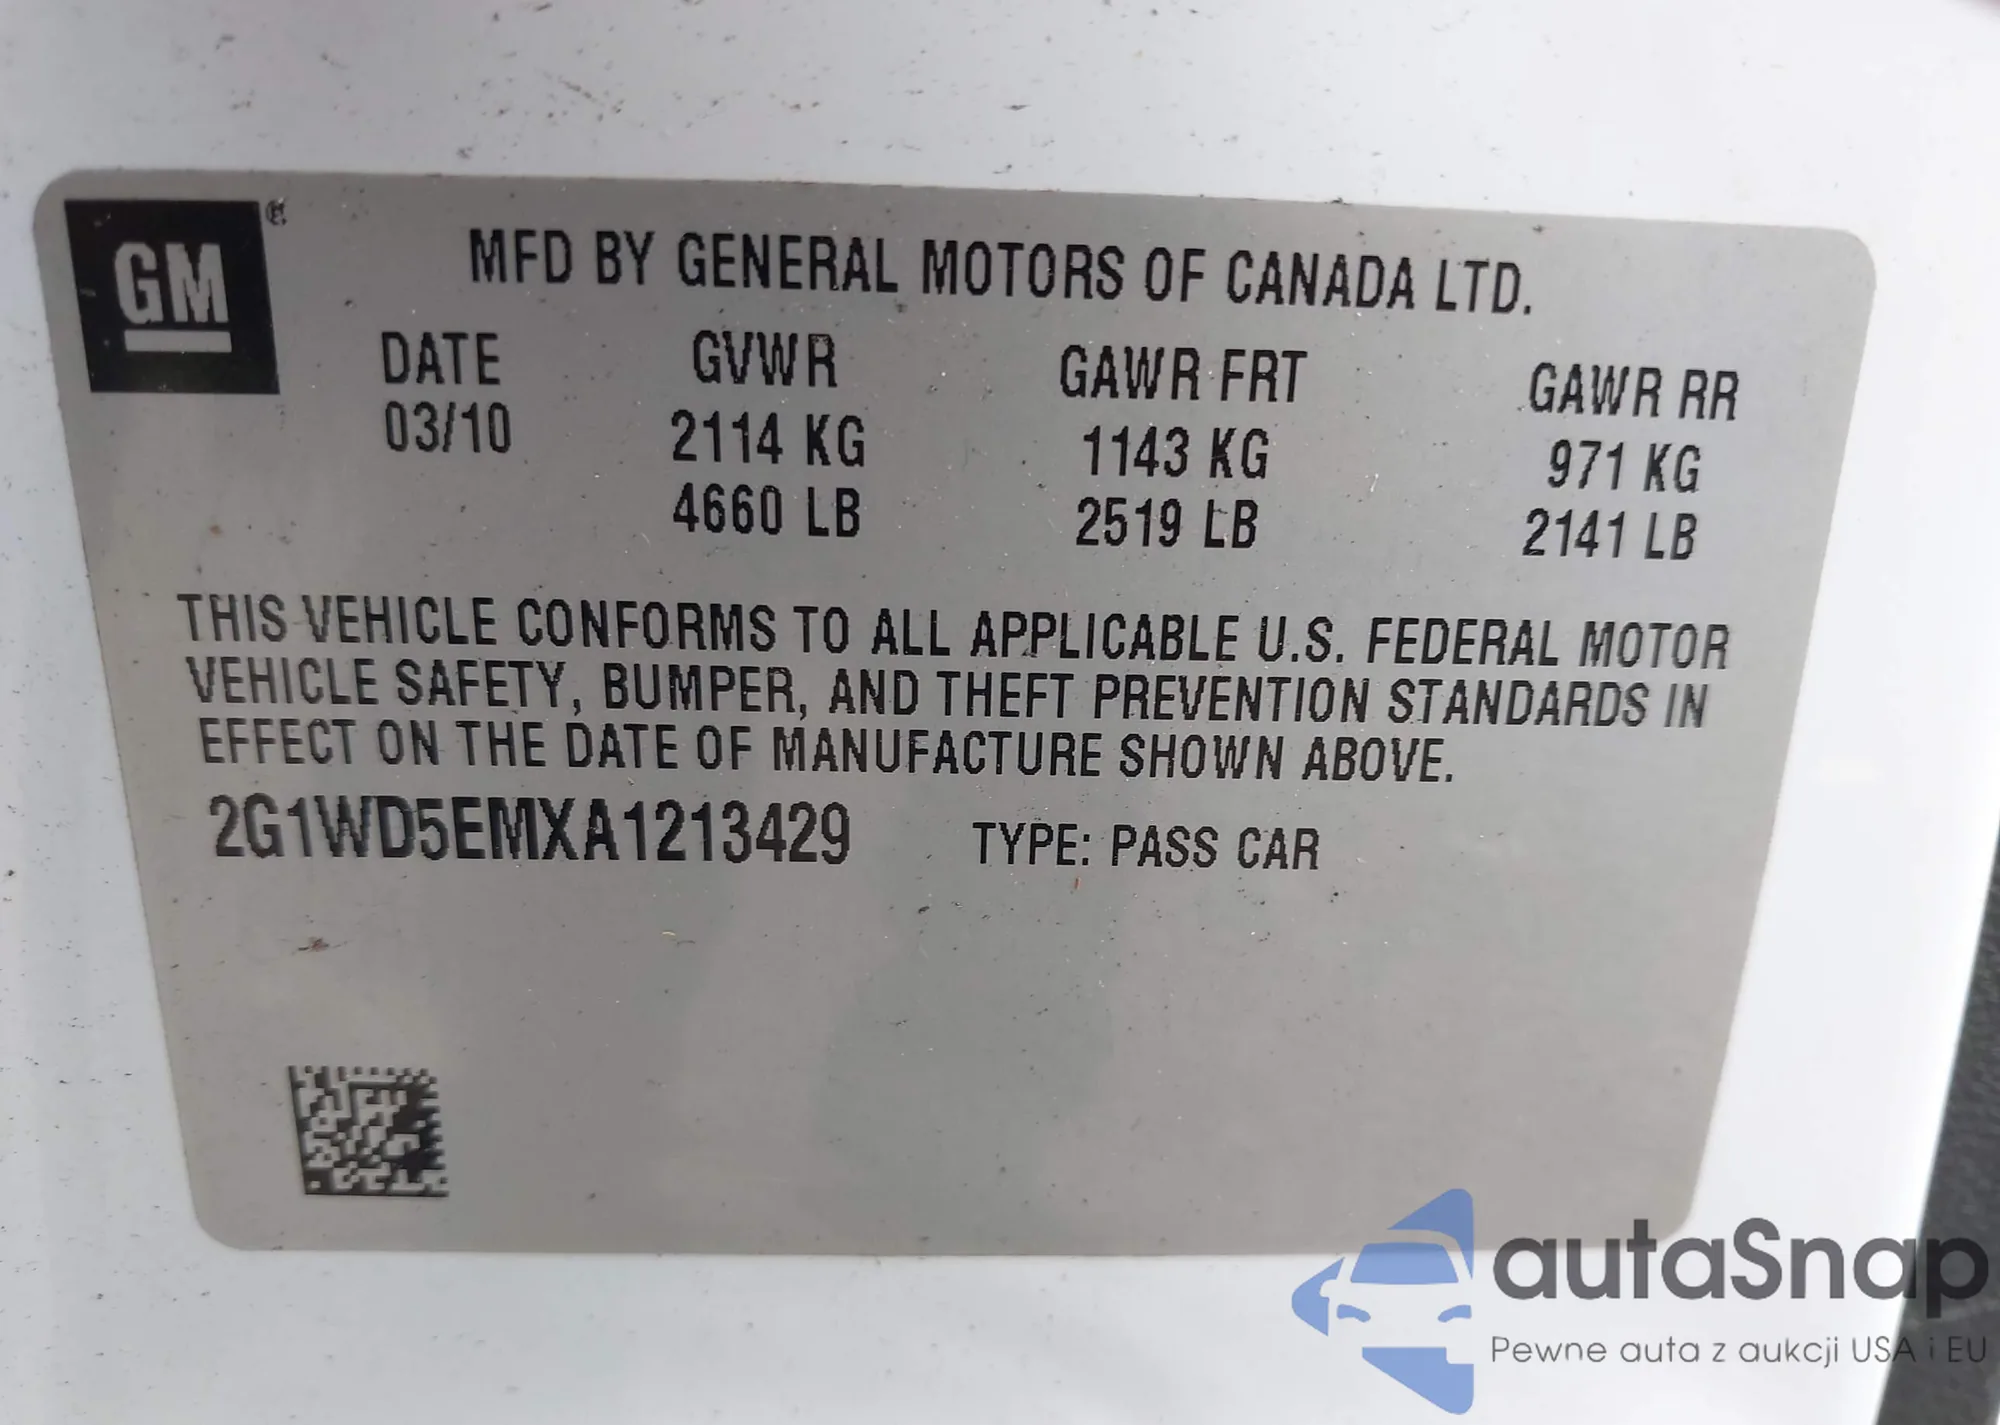 GM ®
MFD BY GENERAL MOTORS OF CANADA LTD.
DATE GVWR GAWR FRT GAWR RR
03/10 2114 KG 1143 KG 971 KG
4660 LB 2519 LB 2141 LB
THIS VEHICLE CONFORMS TO ALL APPLICABLE U.S. FEDERAL MOTOR
VEHICLE SAFETY, BUMPER, AND THEFT PREVENTION STANDARDS IN
EFFECT ON THE DATE OF MANUFACTURE SHOWN ABOVE.
2G1WD5EMXA1213429 TYPE: PASS CAR
autaSnap
Pewne auta z aukcji USA i EU